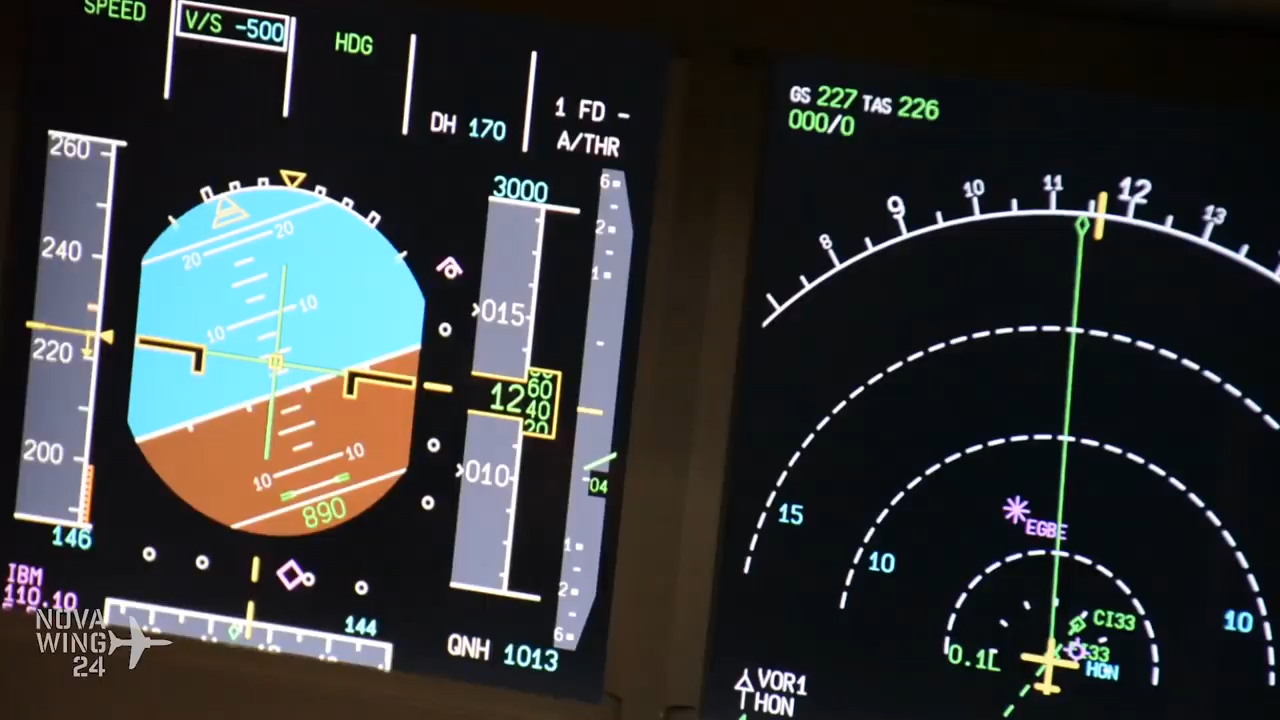 SPEED
V/S -500
HDG
DH 170
1 FD -
A/THR
260
240
220
200
146
20 20
10 10
10 10
890
3000
015
12
60
40
20
010
6
2
1
04
1
2
6
IBM
110.10
144
QNH 1013
NOVA
WING
24
GS 227 TAS 226
000/0
8 9 10 11 12 13
15
10
10
EGBE
CI33
HON
0.1L
VOR1
HON